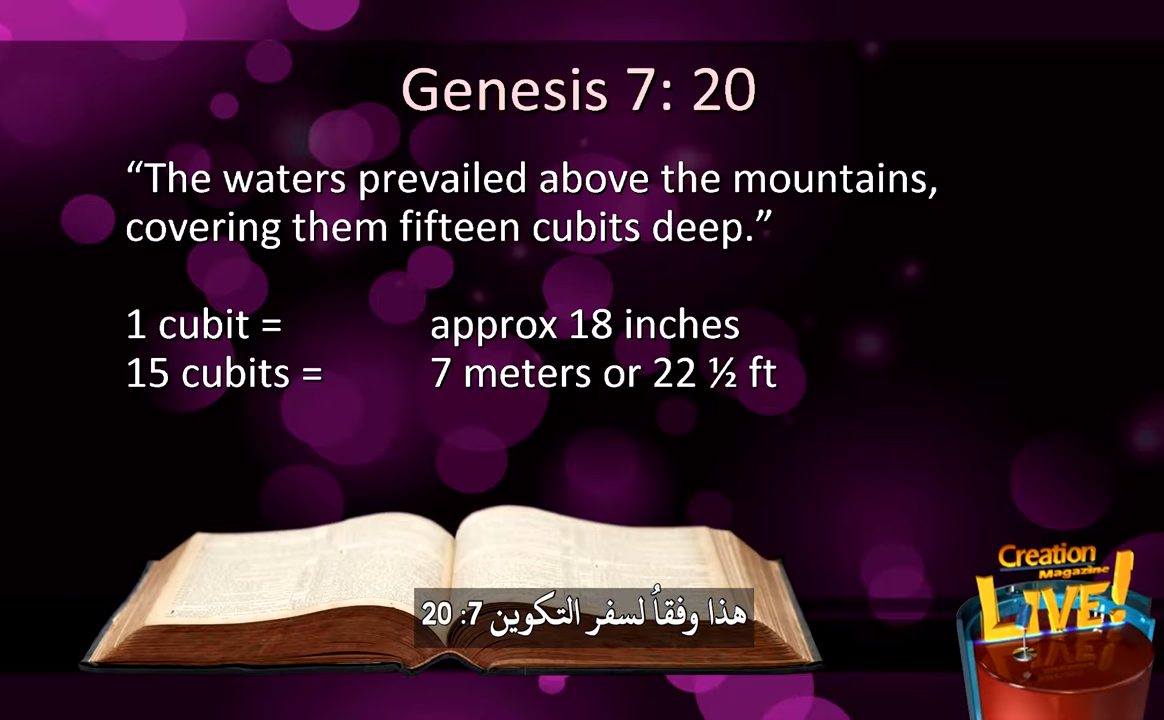 Genesis 7: 20
“The waters prevailed above the mountains,
covering them fifteen cubits deep.”
1 cubit = approx 18 inches
15 cubits = 7 meters or 22 ½ ft
هذا وفقاً لسفر التكوين 7: 20
Creation
Magazine
LIVE!